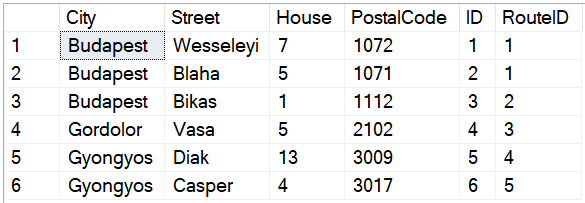 City Street House PostalCode ID RouteID
1 Budapest Wesseleyi 7 1072 1 1
2 Budapest Blaha 5 1071 2 1
3 Budapest Bikas 1 1112 3 2
4 Gordolor Vasa 5 2102 4 3
5 Gyongyos Diak 13 3009 5 4
6 Gyongyos Casper 4 3017 6 5